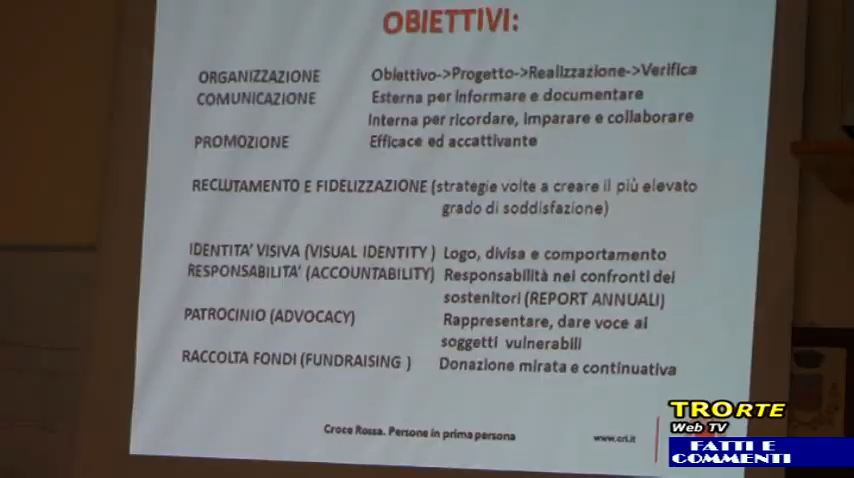 OBIETTIVI:
ORGANIZZAZIONE Obiettivo->Progetto->Realizzazione->Verifica
COMUNICAZIONE Esterna per informare e documentare
Interna per ricordare, imparare e collaborare
PROMOZIONE Efficace ed accattivante
RECLUTAMENTO E FIDELIZZAZIONE (strategie volte a creare il più elevato
grado di soddisfazione)
IDENTITA' VISIVA (VISUAL IDENTITY ) Logo, divisa e comportamento
RESPONSABILITA' (ACCOUNTABILITY) Responsabilità nei confronti dei
sostenitori (REPORT ANNUALI)
PATROCINIO (ADVOCACY) Rappresentare, dare voce ai
soggetti vulnerabili
RACCOLTA FONDI (FUNDRAISING ) Donazione mirata e continuativa
Croce Rossa. Persone in prima persona www.cri.it
TRORTE
Web TV
FATTI E
COMMENTI